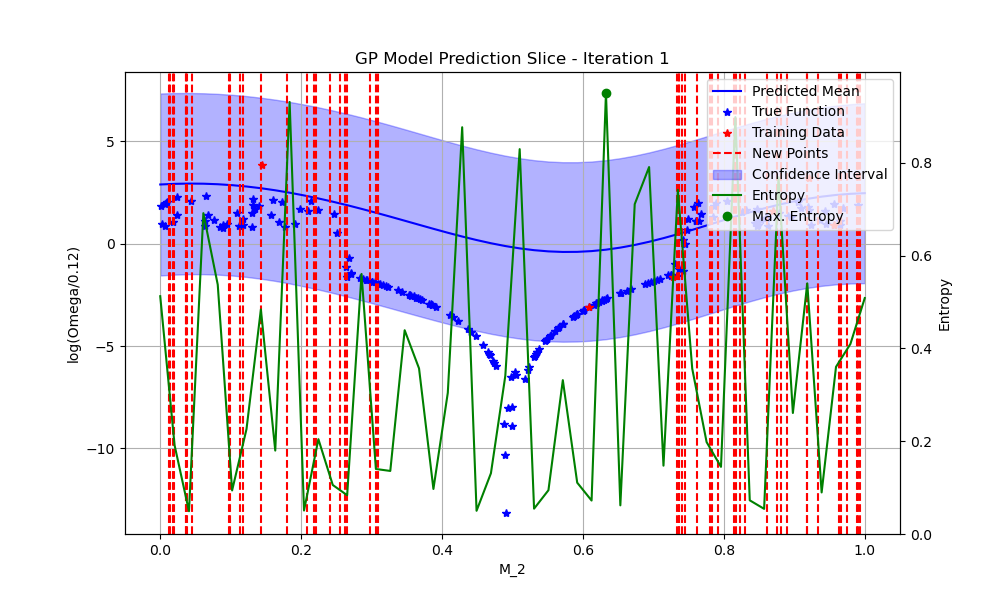 GP Model Prediction Slice - Iteration 1
Predicted Mean
True Function
Training Data
New Points
Confidence Interval
Entropy
Max. Entropy
log(Omega/0.12)
5
0
−5
−10
0.8
0.6
0.4
0.2
0.0
Entropy
0.0 0.2 0.4 0.6 0.8 1.0
M_2